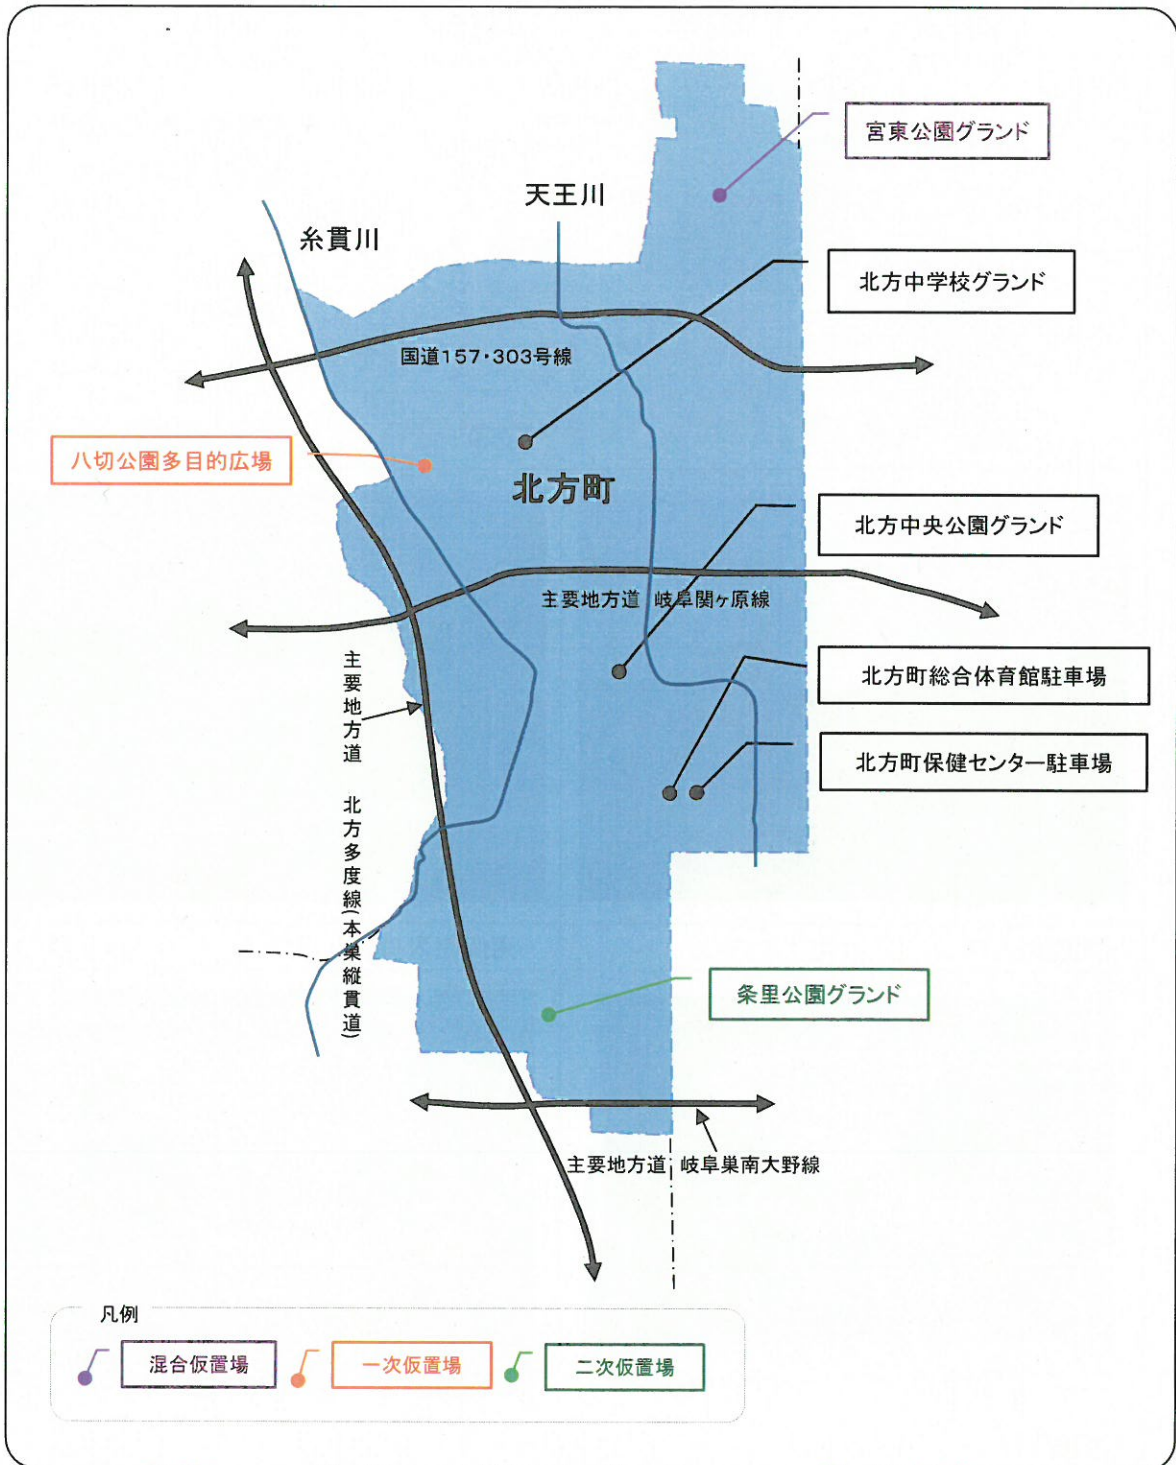 宮東公園グランド
天王川
糸貫川
北方中学校グランド
国道157・303号線
八切公園多目的広場
北方町
北方中央公園グランド
主要地方道 岐阜関ヶ原線
主要地方道 北方多度線(本巣縦貫道)
北方町総合体育館駐車場
北方町保健センター駐車場
条里公園グランド
主要地方道 岐阜巣南大野線
凡例
混合仮置場
一次仮置場
二次仮置場